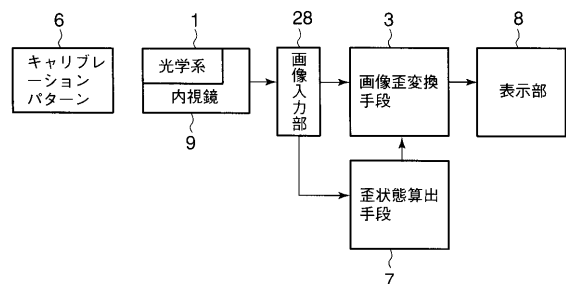 6
キャリブレ
ーション
パターン
1
光学系
内視鏡
9
28
画像入力部
3
画像歪変換
手段
8
表示部
歪状態算出
手段
7